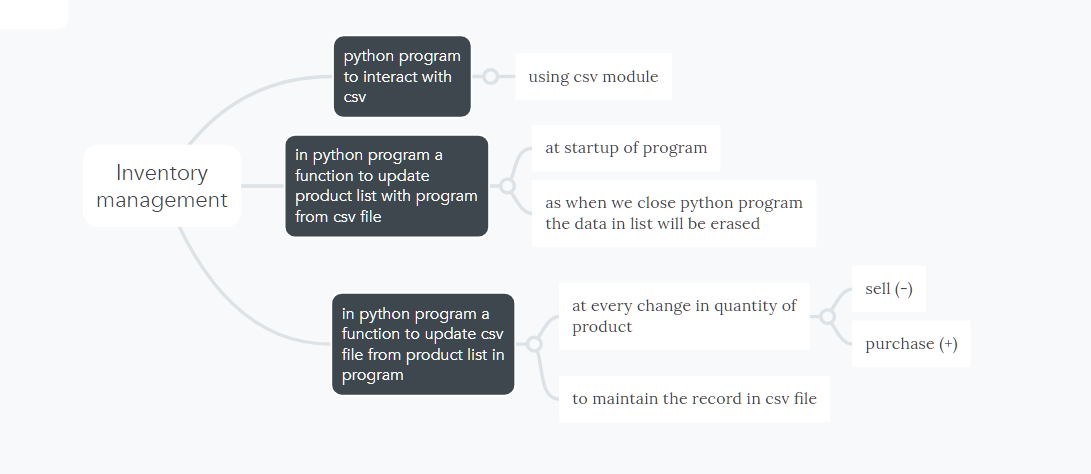 Inventory
management
python program
to interact with
csv
using csv module
in python program a
function to update
product list with program
from csv file
at startup of program
as when we close python program
the data in list will be erased
in python program a
function to update csv
file from product list in
program
at every change in quantity of
product
sell (-)
purchase (+)
to maintain the record in csv file